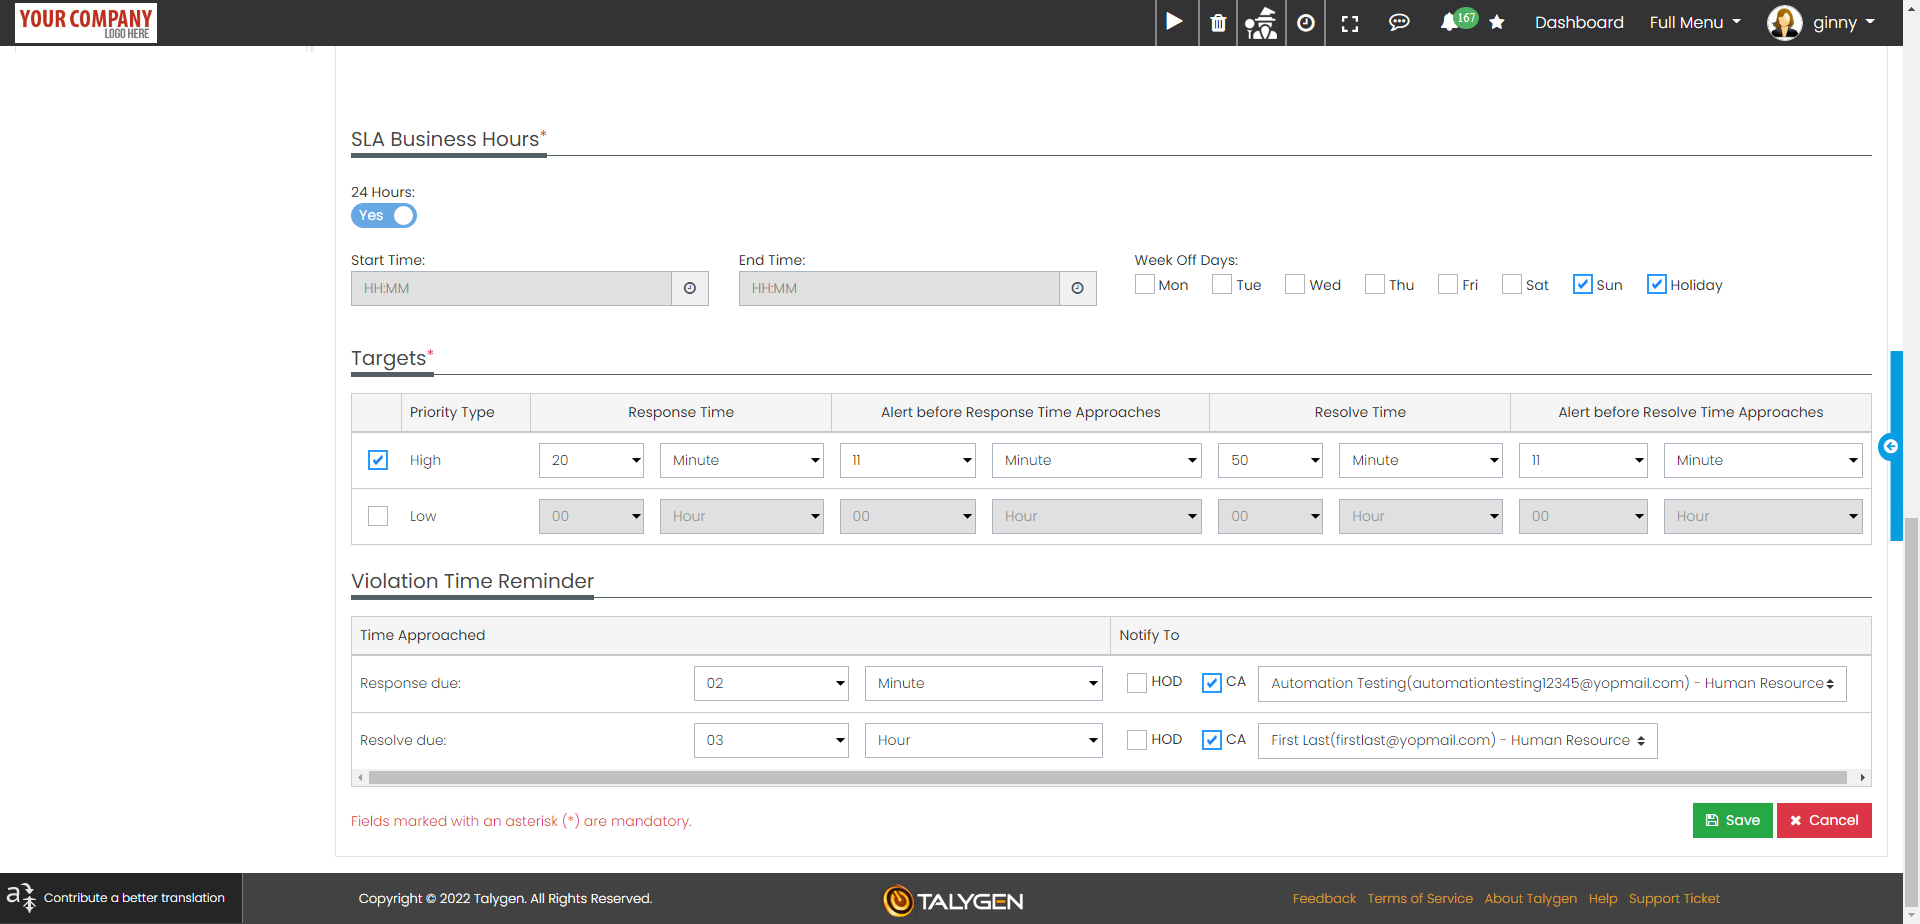 YOUR COMPANY
LOGO HERE
167
Dashboard
Full Menu
ginny
SLA Business Hours*
24 Hours:
Yes
Start Time:
End Time:
Week Off Days:
HH:MM
HH:MM
Mon
Tue
Wed
Thu
Fri
Sat
Sun
Holiday
Targets*
Priority Type
Response Time
Alert before Response Time Approaches
Resolve Time
Alert before Resolve Time Approaches
High
20
Minute
11
Minute
50
Minute
11
Minute
Low
00
Hour
00
Hour
00
Hour
00
Hour
Violation Time Reminder
Time Approached
Notify To
Response due:
02
Minute
HOD
CA
Automation Testing(automationtesting12345@yopmail.com) - Human Resource
Resolve due:
03
Hour
HOD
CA
First Last(firstlast@yopmail.com) - Human Resource
Fields marked with an asterisk (*) are mandatory.
Save
Cancel
Contribute a better translation
Copyright © 2022 Talygen. All Rights Reserved.
TALYGEN
Feedback
Terms of Service
About Talygen
Help
Support Ticket